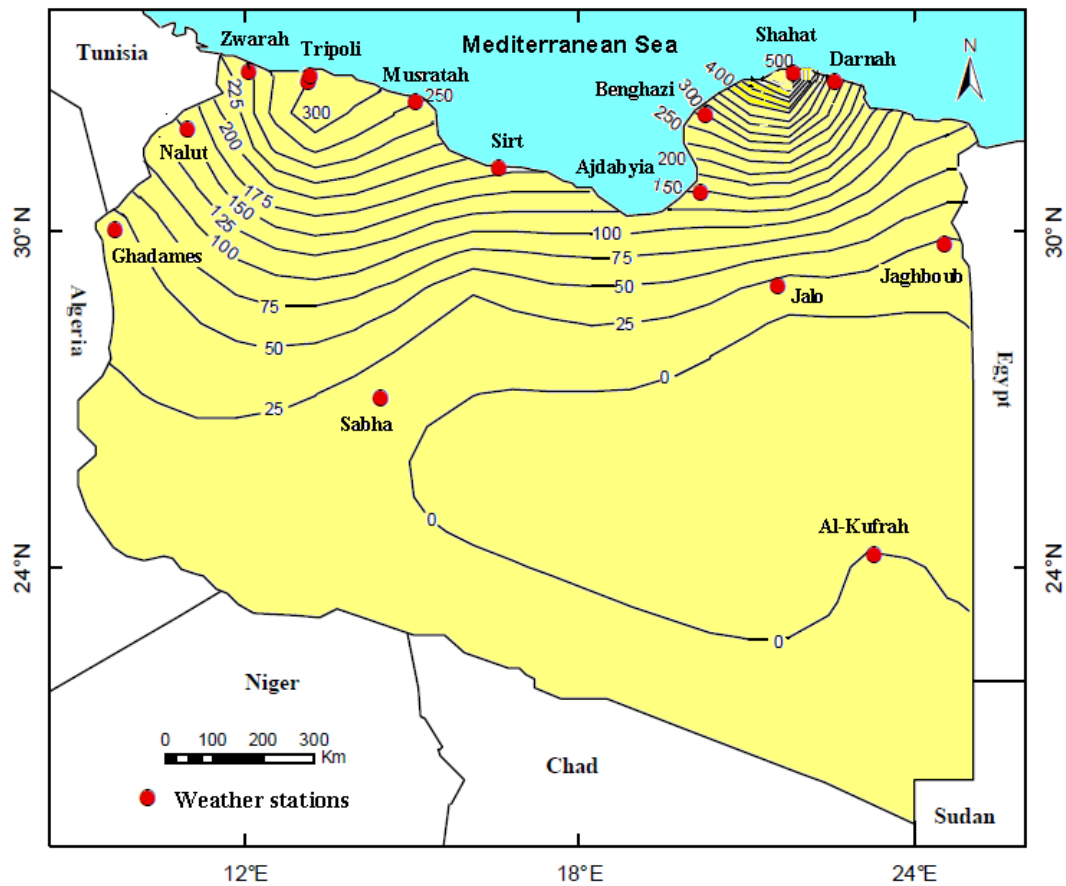 Tunisia
Zwarah
Tripoli
Mediterranean Sea
Shahat
Darnah
N
Musratah
Benghazi
Nalut
Sirt
Ajdabyia
500
400
300
250
200
150
225
300
250
200
175
150
125
100
75
50
25
100
75
50
25
0
0
0
30°N
30°N
Ghadames
Jaghboub
Jalo
Algeria
Egypt
Sabha
Al-Kufrah
24°N
24°N
Niger
0 100 200 300
Km
Weather stations
Chad
Sudan
12°E
18°E
24°E